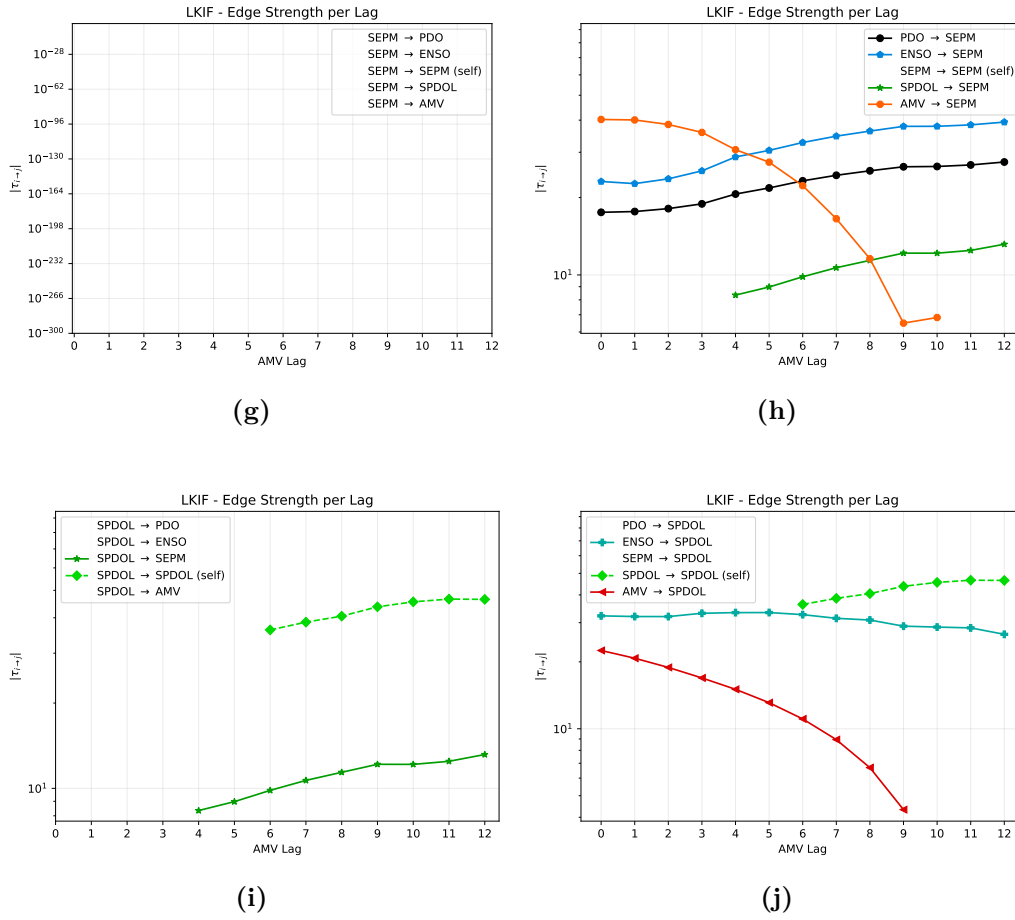 LKIF - Edge Strength per Lag
SEPM → PDO
SEPM → ENSO
SEPM → SEPM (self)
SEPM → SPDOL
SEPM → AMV
10⁻²⁸
10⁻⁶²
10⁻⁹⁶
10⁻¹³⁰
10⁻¹⁶⁴
10⁻¹⁹⁸
10⁻²³²
10⁻²⁶⁶
10⁻³⁰⁰
|τᵢ→ⱼ|
0 1 2 3 4 5 6 7 8 9 10 11 12
AMV Lag
(g)
LKIF - Edge Strength per Lag
PDO → SEPM
ENSO → SEPM
SEPM → SEPM (self)
SPDOL → SEPM
AMV → SEPM
10¹
|τᵢ→ⱼ|
0 1 2 3 4 5 6 7 8 9 10 11 12
AMV Lag
(h)
LKIF - Edge Strength per Lag
SPDOL → PDO
SPDOL → ENSO
SPDOL → SEPM
SPDOL → SPDOL (self)
SPDOL → AMV
10¹
|τᵢ→ⱼ|
0 1 2 3 4 5 6 7 8 9 10 11 12
AMV Lag
(i)
LKIF - Edge Strength per Lag
PDO → SPDOL
ENSO → SPDOL
SEPM → SPDOL
SPDOL → SPDOL (self)
AMV → SPDOL
10¹
|τᵢ→ⱼ|
0 1 2 3 4 5 6 7 8 9 10 11 12
AMV Lag
(j)